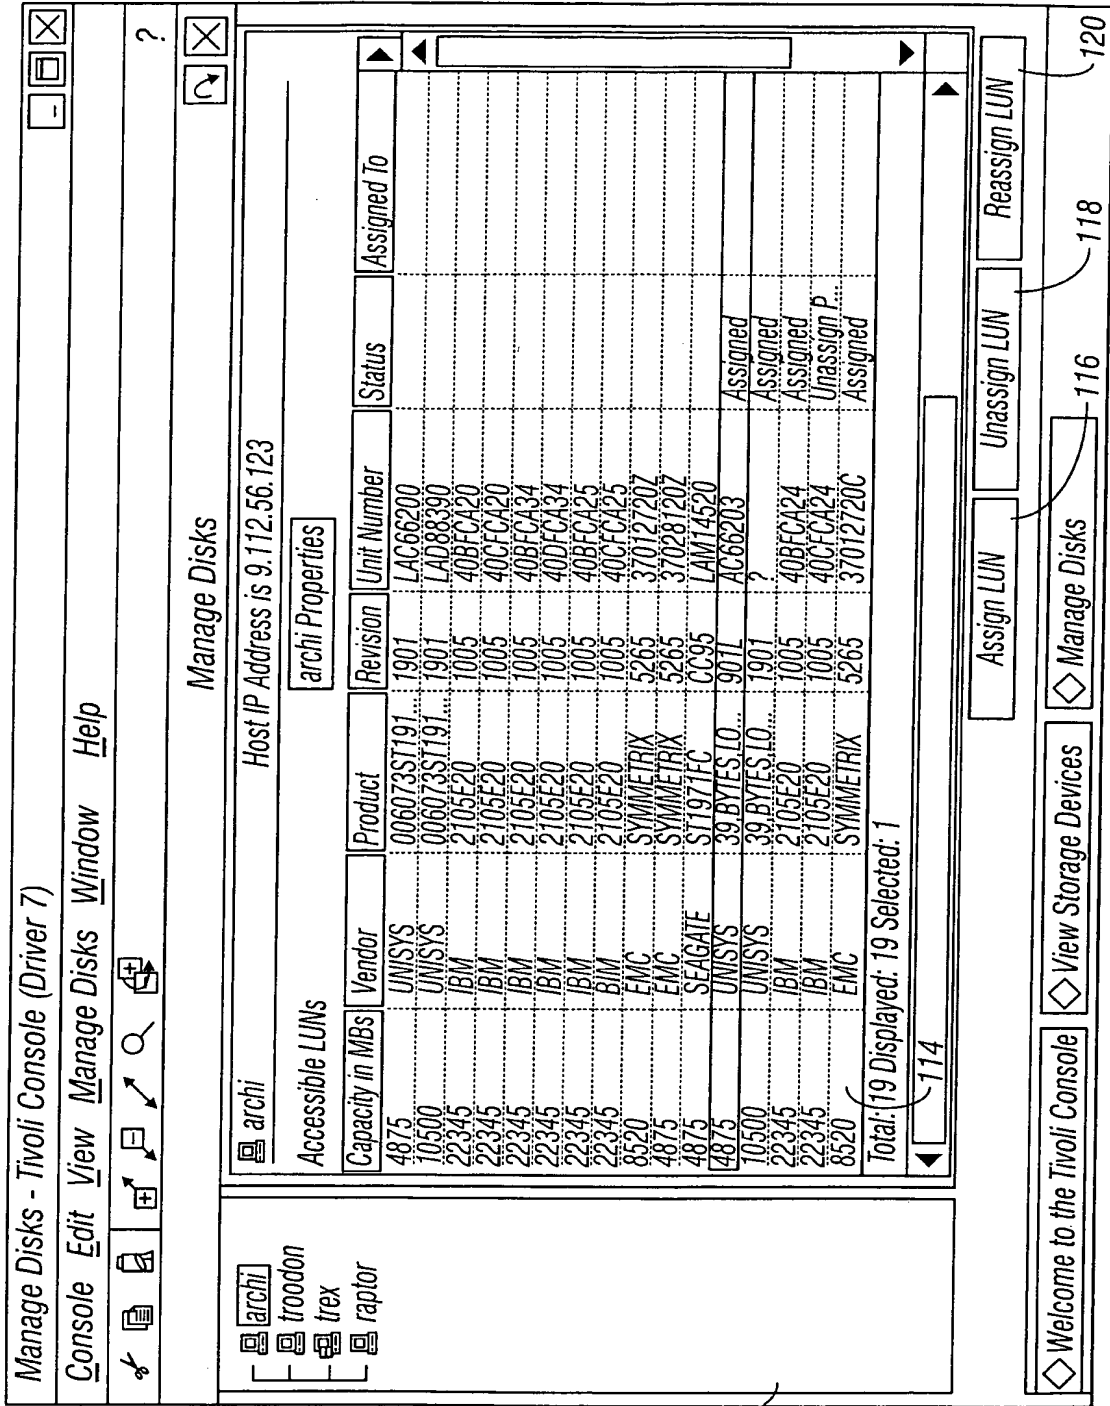 Manage Disks - Tivoli Console (Driver 7)
Console Edit View Manage Disks Window Help
?
Manage Disks
archi
troodon
trex
raptor
archi
Host IP Address is 9.112.56.123
archi Properties
Accessible LUNs
Capacity in MBs Vendor Product Revision Unit Number Status Assigned To
4875 UNISYS 006073ST191... 1901 LAC66200
10500 UNISYS 006073ST191... 1901 LAD88390
22345 IBM 2105E20 1005 40BFCA20
22345 IBM 2105E20 1005 40CFCA20
22345 IBM 2105E20 1005 40BFCA34
22345 IBM 2105E20 1005 40DFCA34
22345 IBM 2105E20 1005 40BFCA25
22345 BM 2105E20 1005 40CFCA25
8520 EMC SYMMETRIX 5265 37012720Z
4875 EMC SYMMETRIX 5265 37028120Z
4875 SEAGATE ST1971FC CC95 LAM14520
4875 UNISYS 39.BYTES.LO... 901L AC66203 Assigned
10500 UNISYS 39.BYTES.LO... 1901 ? Assigned
22345 IBM 2105E20 1005 40BFCA24 Assigned
22345 IBM 2105E20 1005 40CFCA24 Unassign P...
8520 EMC SYMMETRIX 5265 37012720C Assigned
Total: 19 Displayed: 19 Selected: 1
114
Assign LUN Unassign LUN Reassign LUN
Welcome to the Tivoli Console View Storage Devices Manage Disks
116 118 120